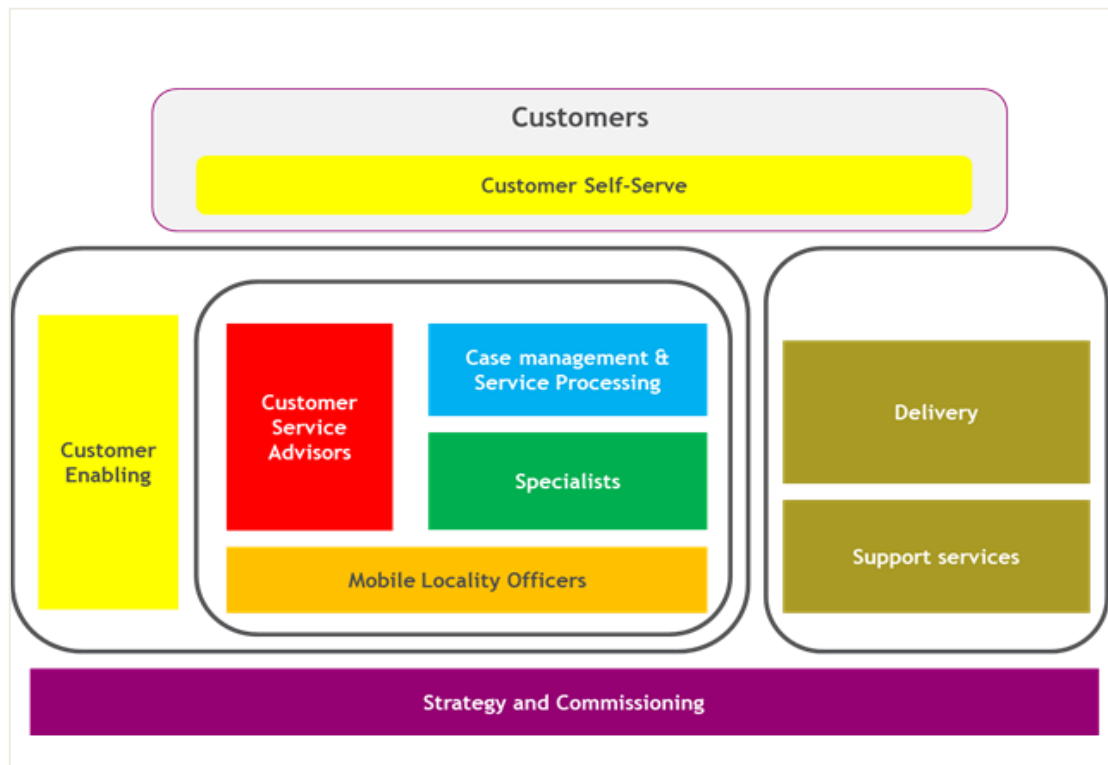 Customers
Customer Self-Serve
Customer
Enabling
Customer
Service
Advisors
Case management &
Service Processing
Specialists
Mobile Locality Officers
Delivery
Support services
Strategy and Commissioning